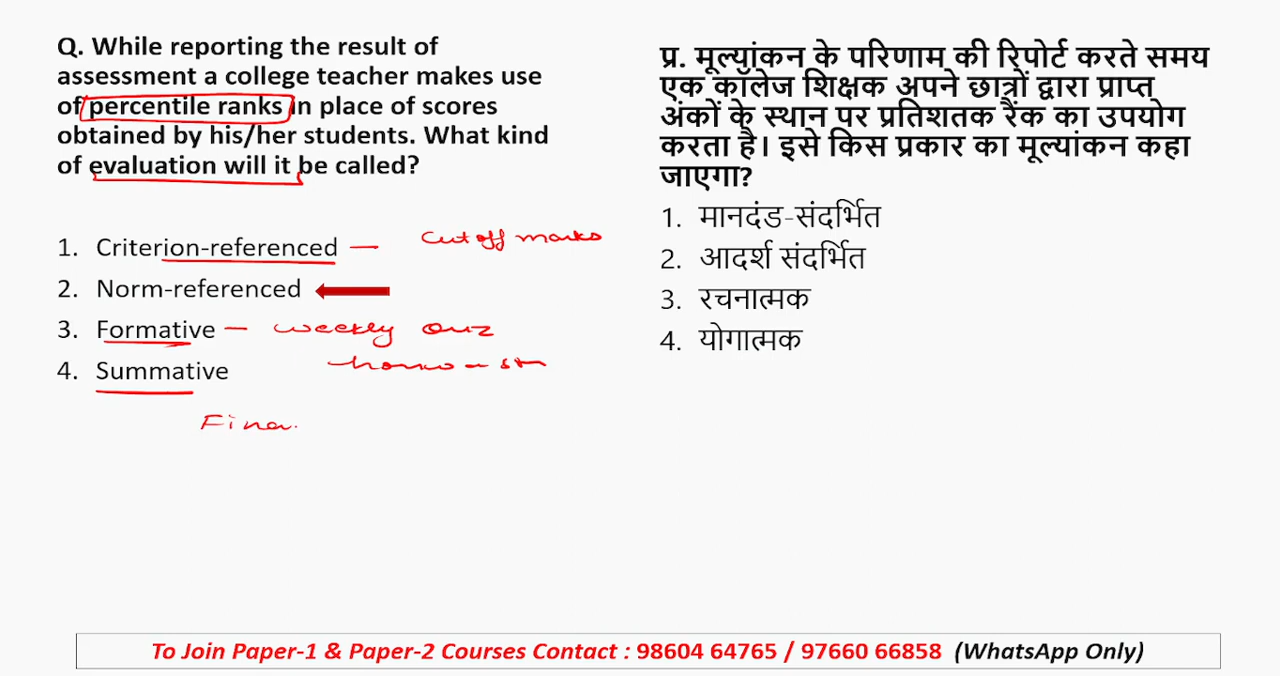 Q. While reporting the result of
assessment a college teacher makes use
of percentile ranks in place of scores
obtained by his/her students. What kind
of evaluation will it be called?
1. Criterion-referenced — Cut off marks
2. Norm-referenced
3. Formative — weekly
4. Summative
प्र. मूल्यांकन के परिणाम की रिपोर्ट करते समय
एक कॉलेज शिक्षक अपने छात्रों द्वारा प्राप्त
अंकों के स्थान पर प्रतिशतक रैंक का उपयोग
करता है। इसे किस प्रकार का मूल्यांकन कहा
जाएगा?
1. मानदंड-संदर्भित
2. आदर्श संदर्भित
3. रचनात्मक
4. योगात्मक
To Join Paper-1 & Paper-2 Courses Contact : 98604 64765 / 97660 66858 (WhatsApp Only)